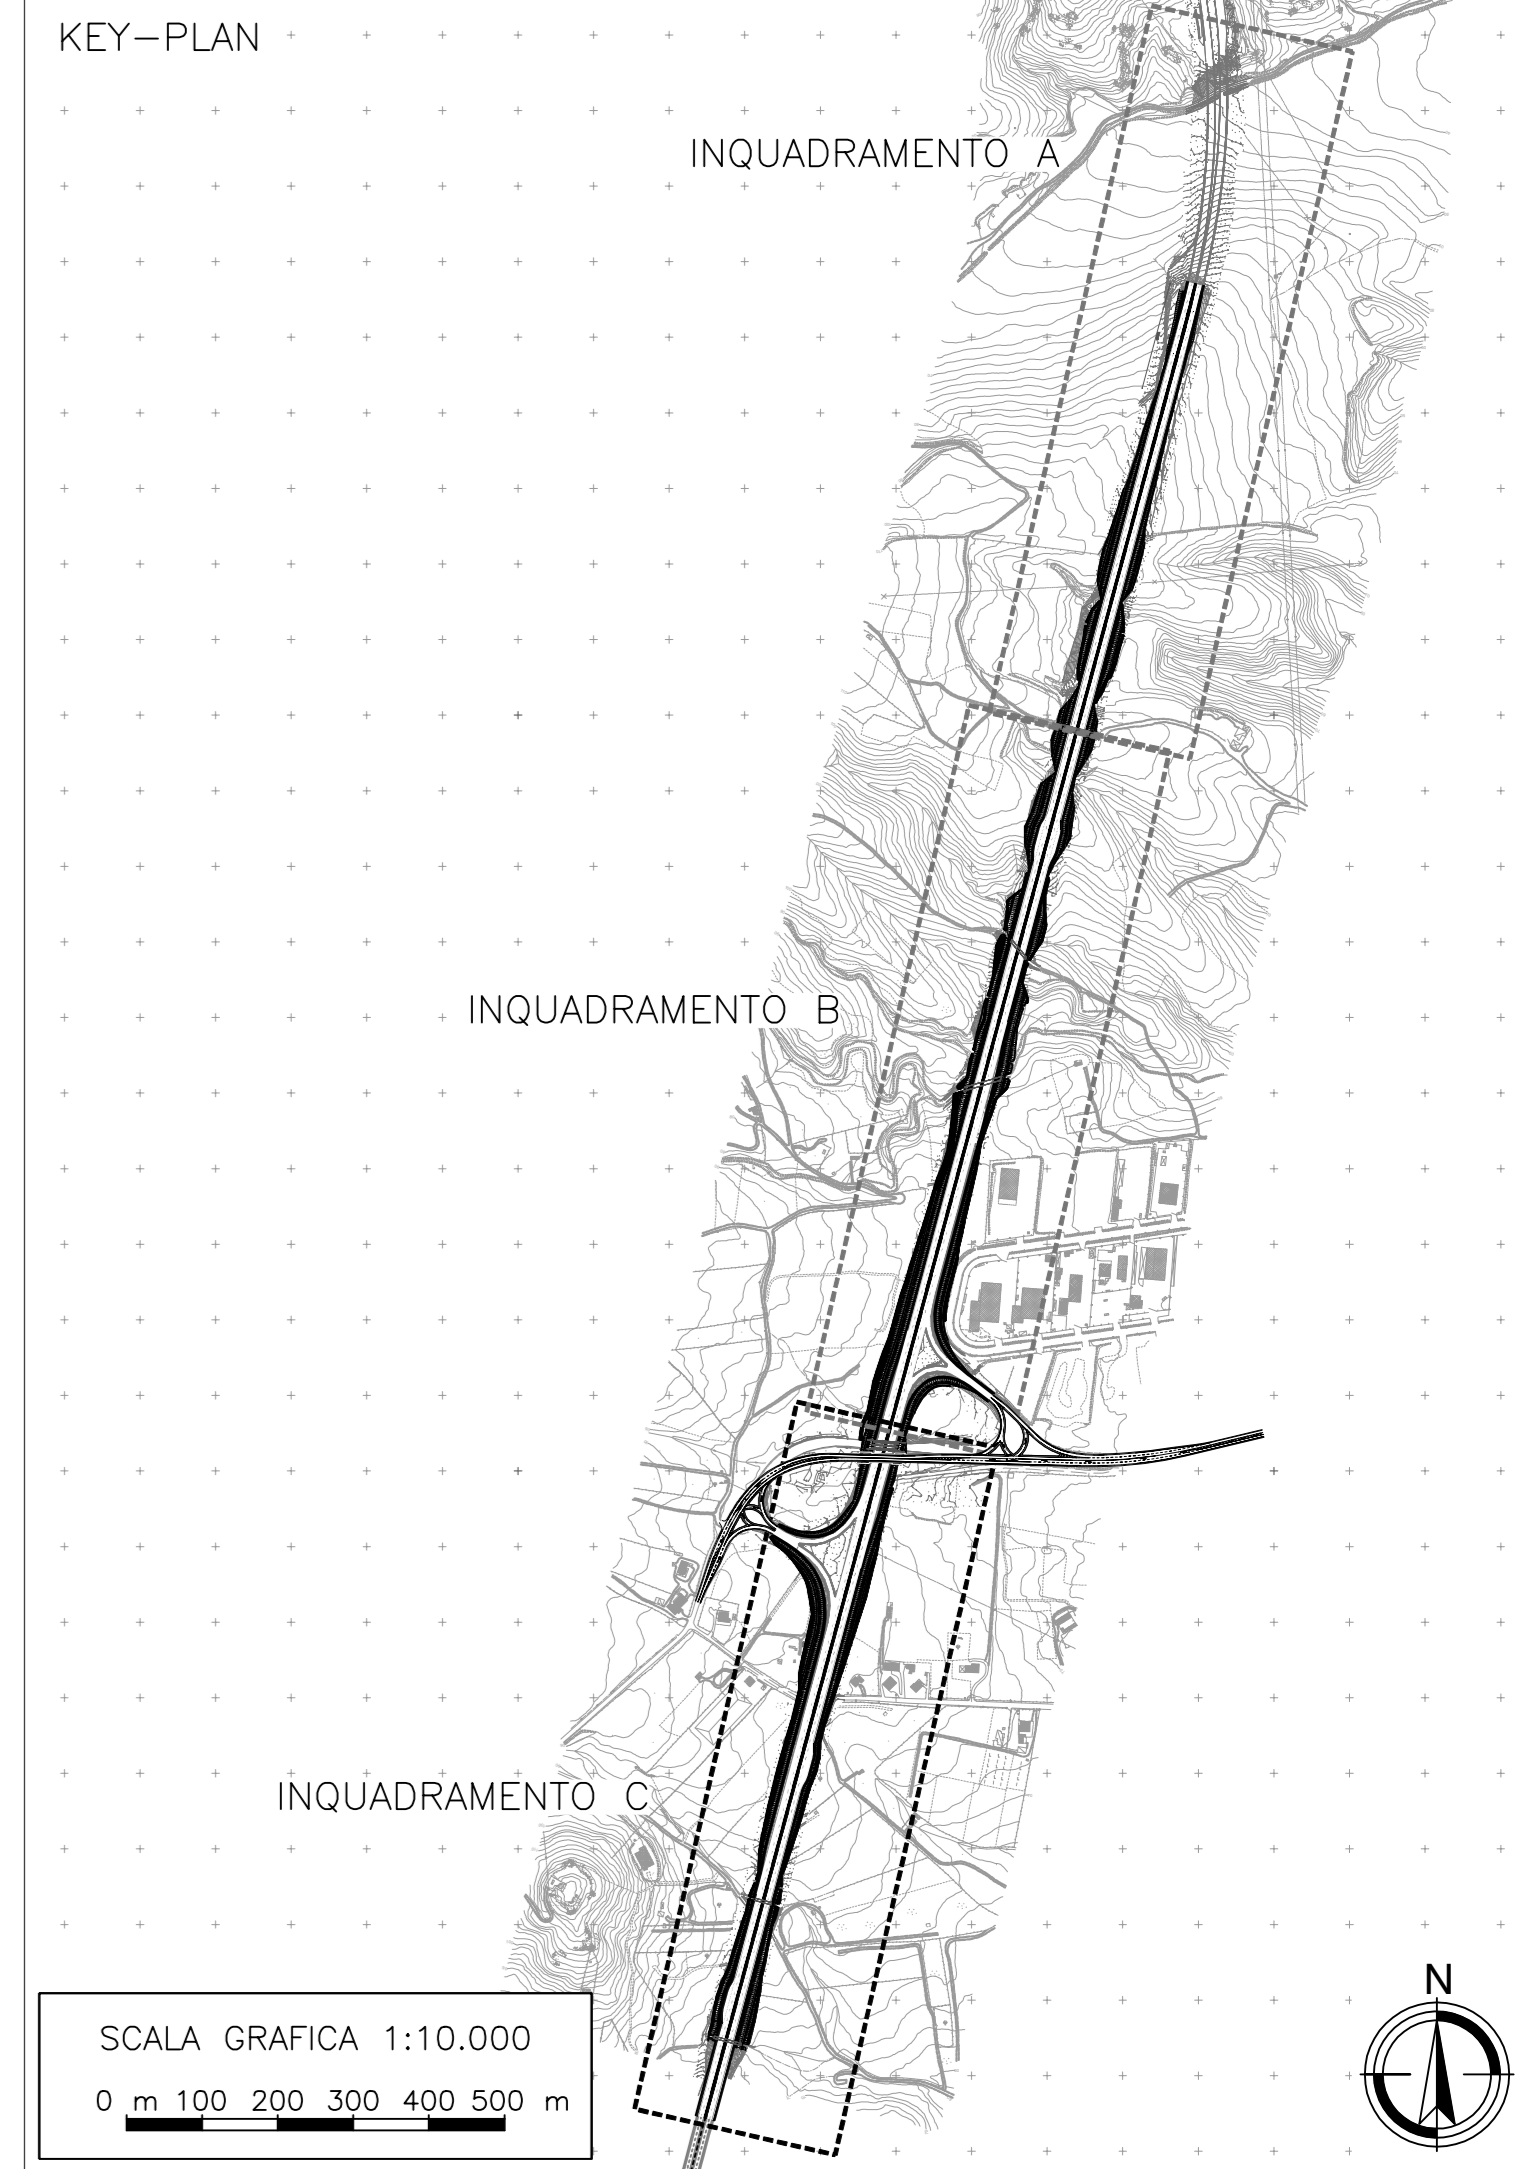 KEY-PLAN
INQUADRAMENTO A
INQUADRAMENTO B
INQUADRAMENTO C
N
SCALA GRAFICA 1:10.000
0 m 100 200 300 400 500 m